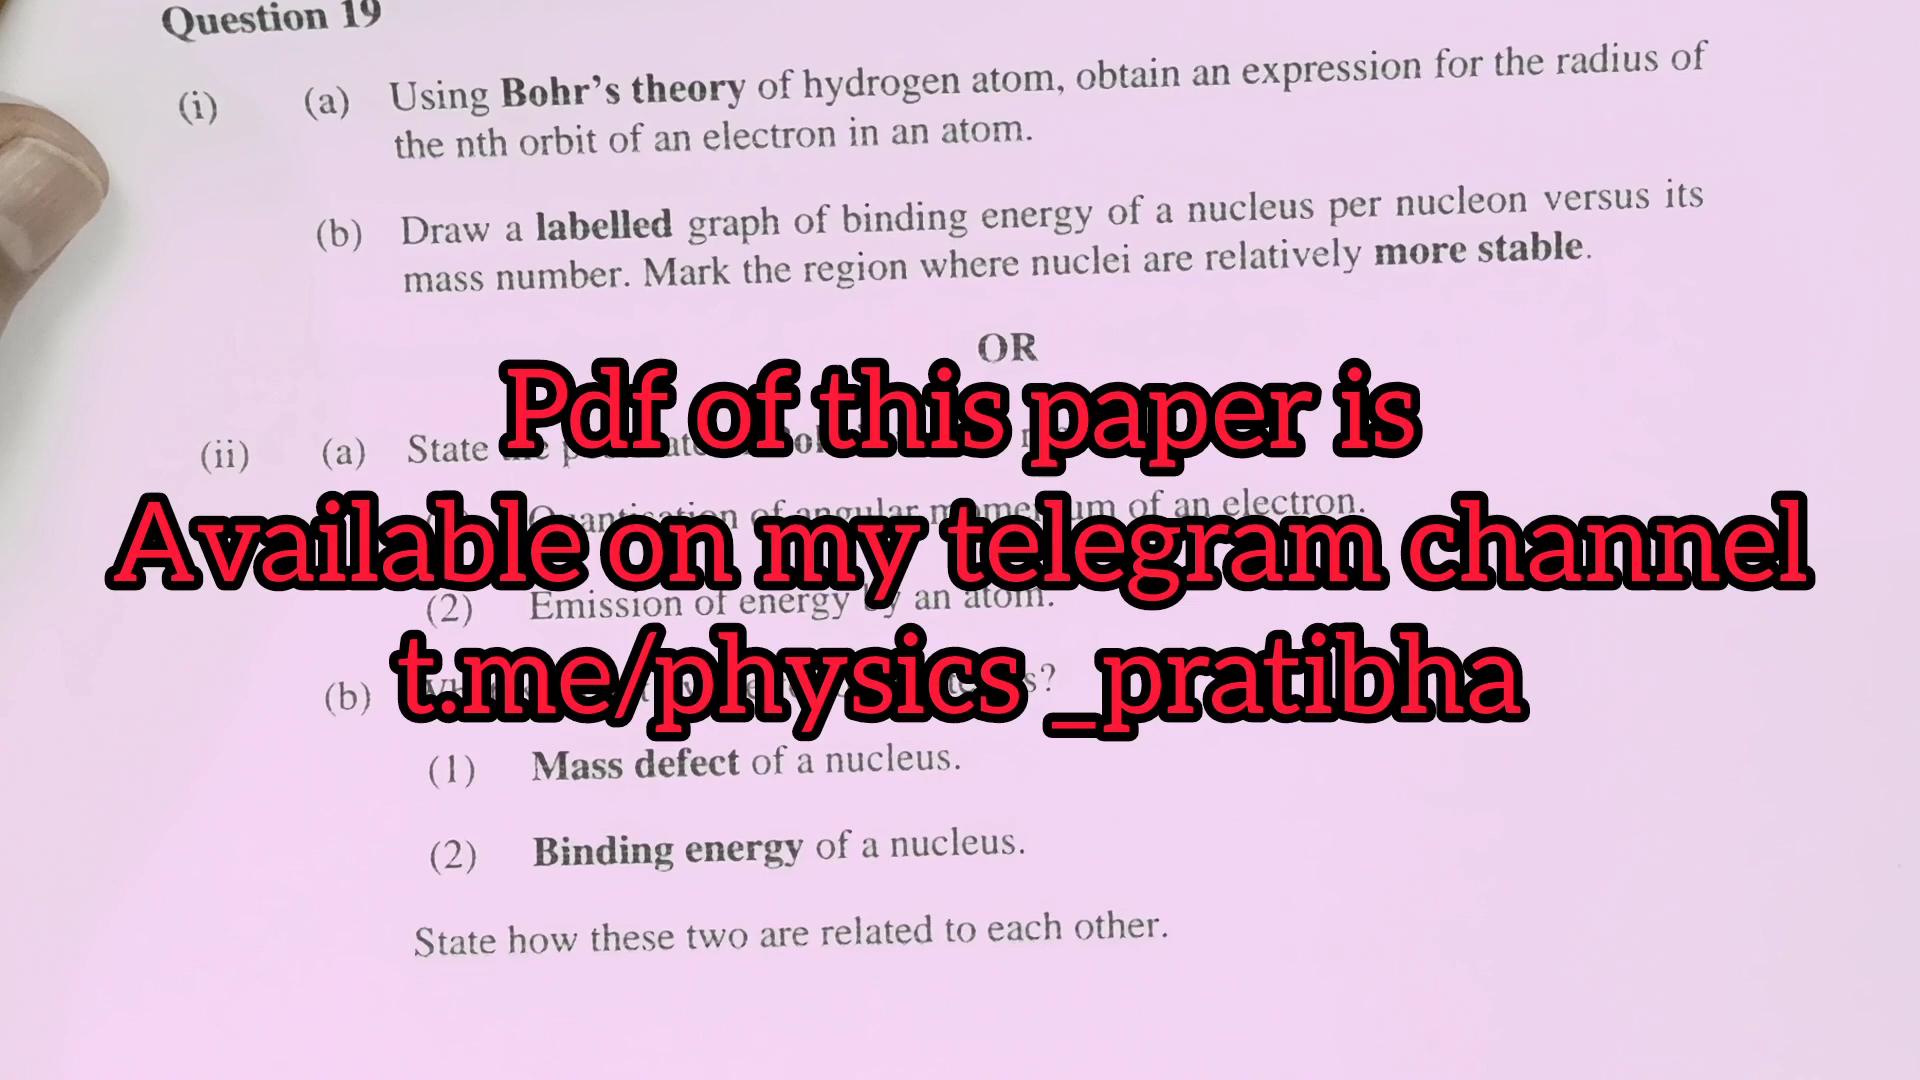 Question 19
(i) (a) Using Bohr's theory of hydrogen atom, obtain an expression for the radius of
the nth orbit of an electron in an atom.
(b) Draw a labelled graph of binding energy of a nucleus per nucleon versus its
mass number. Mark the region where nuclei are relatively more stable.
OR
Pdf of this paper is
(ii) (a) State
of angular momentum of an electron.
Available on my telegram channel
(2) Emission of energy by an atom.
t.me/physics _pratibha
(b)
(1) Mass defect of a nucleus.
(2) Binding energy of a nucleus.
State how these two are related to each other.